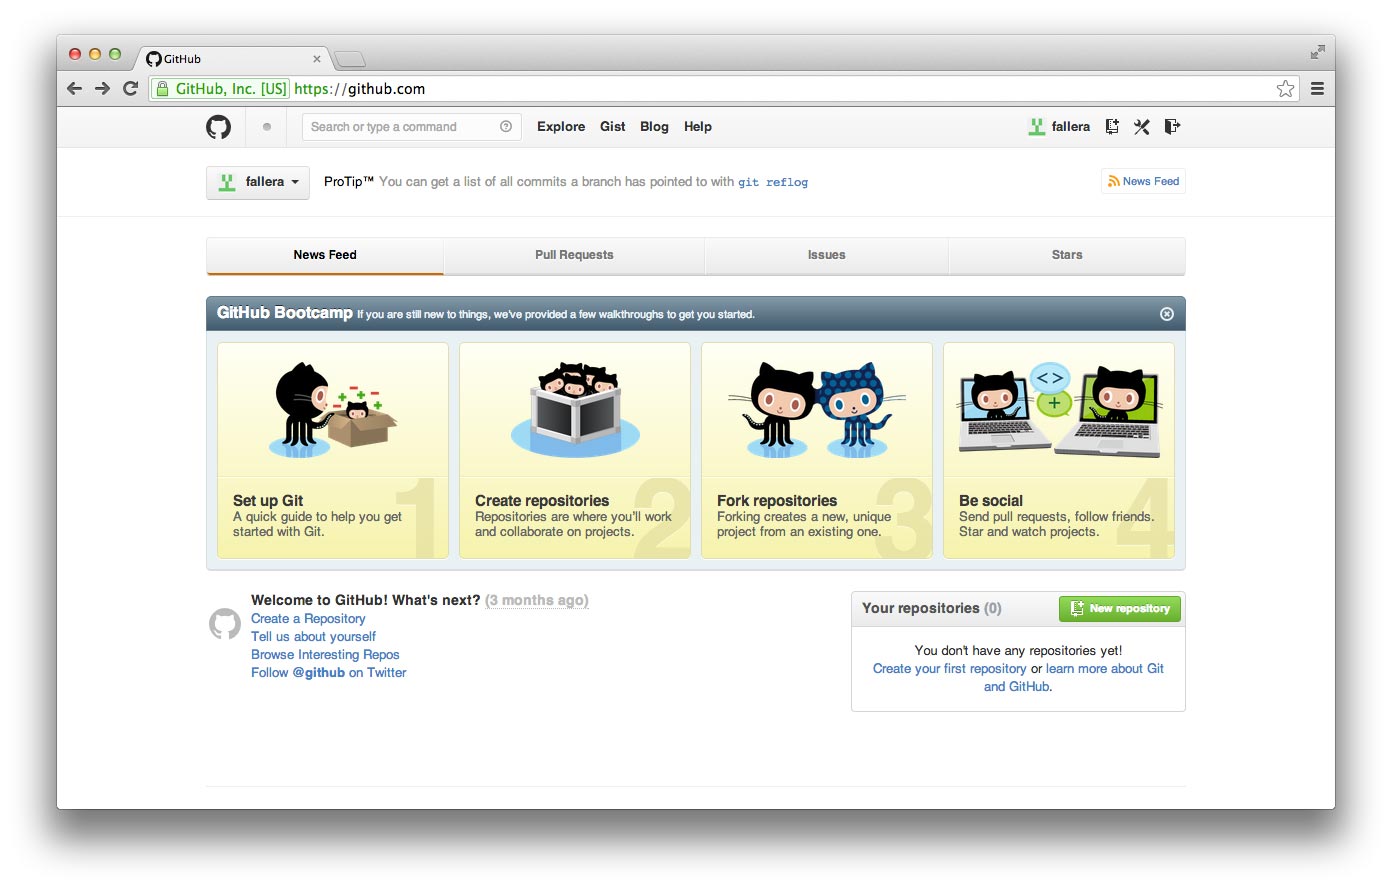 GitHub
GitHub, Inc. [US] https://github.com
Search or type a command Explore Gist Blog Help fallera
fallera ProTip™ You can get a list of all commits a branch has pointed to with git reflog News Feed
News Feed Pull Requests Issues Stars
GitHub Bootcamp If you are still new to things, we've provided a few walkthroughs to get you started.
< >
Set up Git
A quick guide to help you get
started with Git.
1
Create repositories
Repositories are where you'll work
and collaborate on projects.
2
Fork repositories
Forking creates a new, unique
project from an existing one.
3
Be social
Send pull requests, follow friends.
Star and watch projects.
4
Welcome to GitHub! What's next? (3 months ago)
Create a Repository
Tell us about yourself
Browse Interesting Repos
Follow @github on Twitter
Your repositories (0) New repository
You don't have any repositories yet!
Create your first repository or learn more about Git
and GitHub.